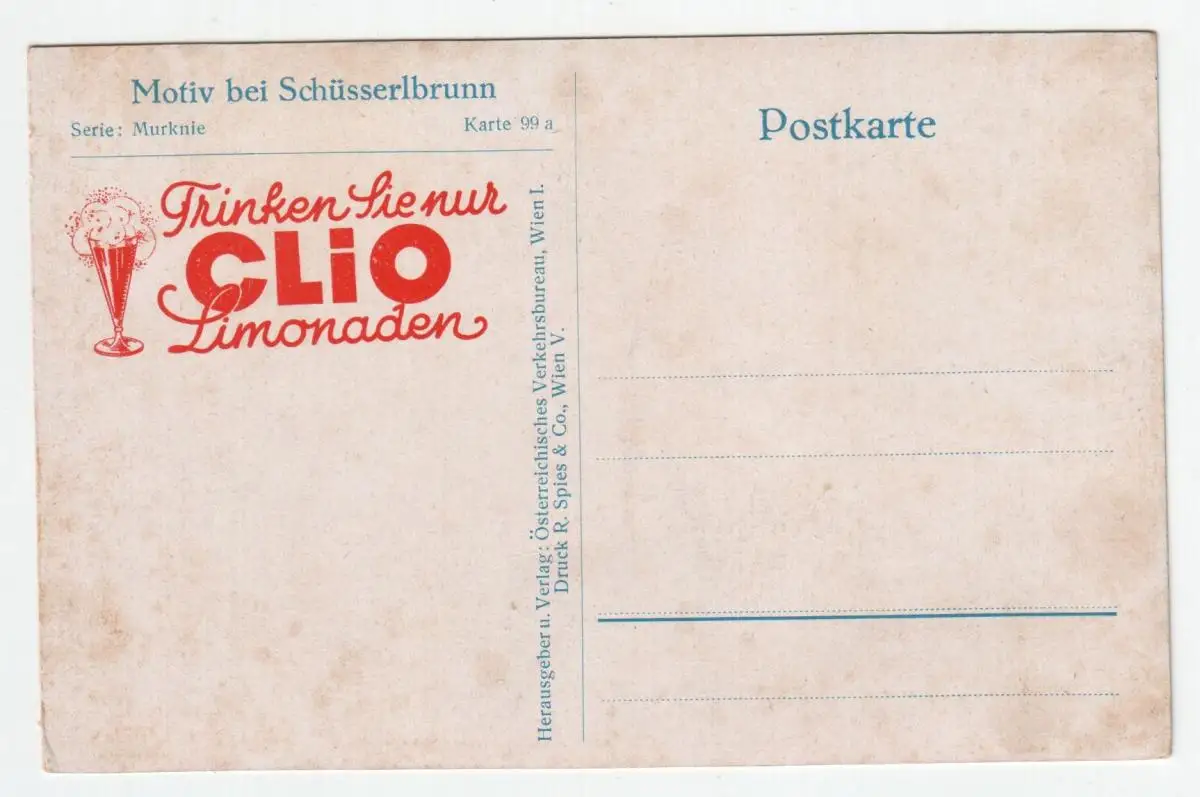 Motiv bei Schüsserlbrunn
Serie: Murknie
Karte 99 a
Trinken Sie nur
CLiO
Limonaden
Herausgeber u. Verlag: Österreichisches Verkehrsbureau, Wien I.
Druck R. Spies & Co., Wien V.
Postkarte